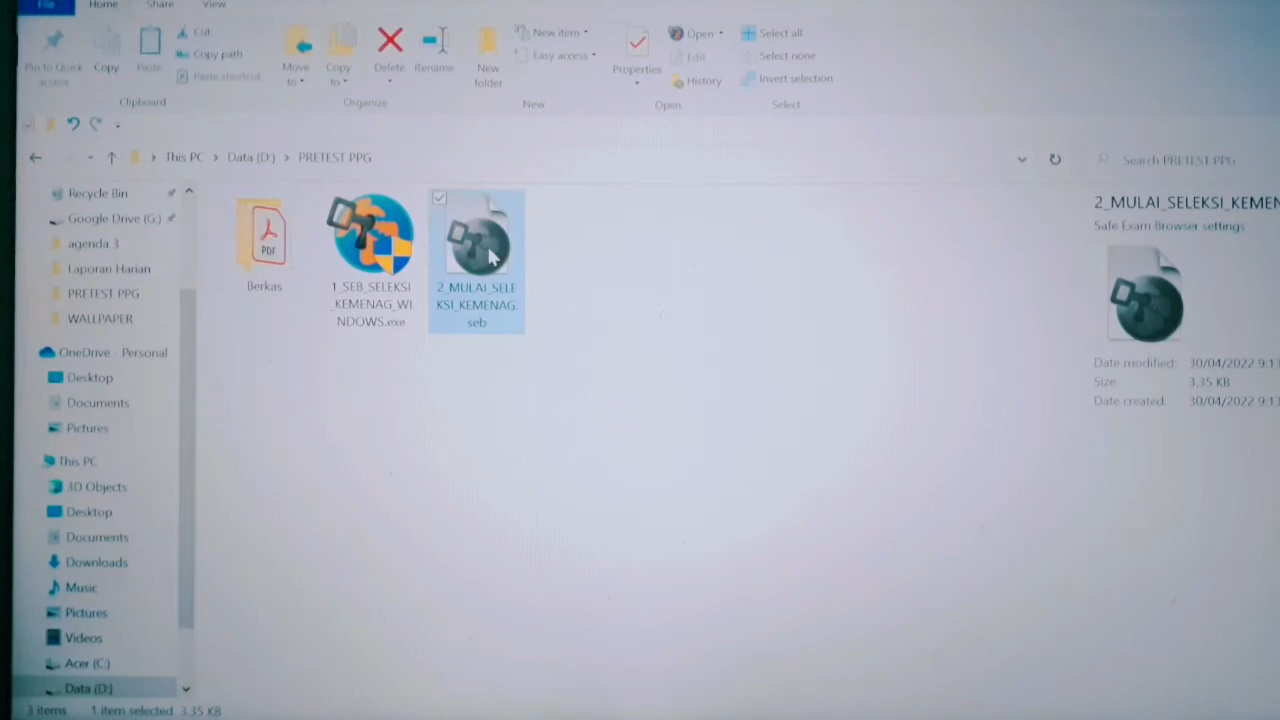 File
Home
Share
View
Pin to Quick access
Copy
Paste
Cut
Copy path
Paste shortcut
Clipboard
Move to
Copy to
Delete
Rename
Organize
New folder
New item
Easy access
New
Properties
Open
Edit
History
Open
Select all
Select none
Invert selection
Select
This PC
Data (D:)
PRETEST PPG
Search PRETEST PPG
Recycle Bin
Google Drive (G:)
agenda 3
Laporan Harian
PRETEST PPG
WALLPAPER
OneDrive - Personal
Desktop
Documents
Pictures
This PC
3D Objects
Desktop
Documents
Downloads
Music
Pictures
Videos
Acer (C:)
Data (D:)
PDF
Berkas
1_SEB_SELEKSI
_KEMENAG_WI
NDOWS.exe
2_MULAI_SELE
KSI_KEMENAG.
seb
2_MULAI_SELEKSI_KEMEN
Safe Exam Browser settings
Date modified: 30/04/2022 9:13
Size: 3,35 KB
Date created: 30/04/2022 9:13
3 items
1 item selected 3,35 KB